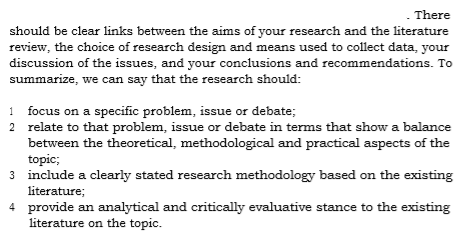 . There
should be clear links between the aims of your research and the literature
review, the choice of research design and means used to collect data, your
discussion of the issues, and your conclusions and recommendations. To
summarize, we can say that the research should:
1 focus on a specific problem, issue or debate;
2 relate to that problem, issue or debate in terms that show a balance
between the theoretical, methodological and practical aspects of the
topic;
3 include a clearly stated research methodology based on the existing
literature;
4 provide an analytical and critically evaluative stance to the existing
literature on the topic.